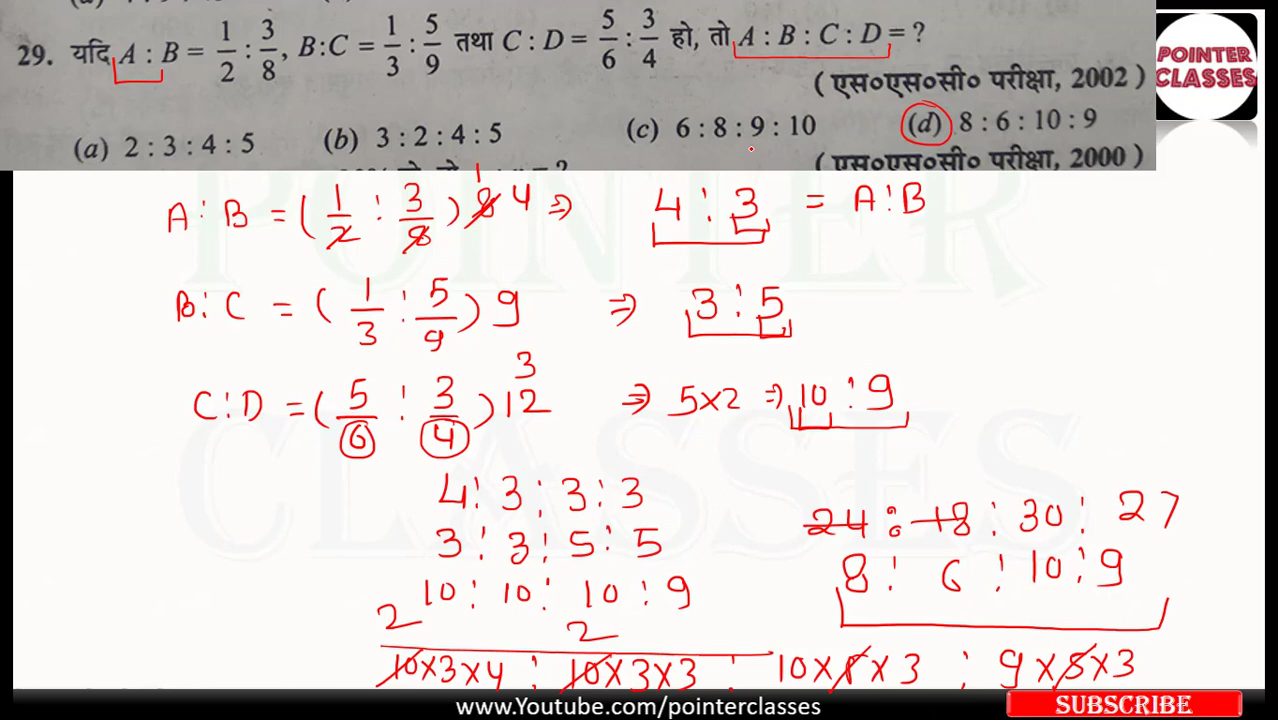 29. यदि A : B = 1/2 : 3/8, B:C = 1/3 : 5/9 तथा C : D = 5/6 : 3/4 हो, तो A : B : C : D = ?
( एस०एस०सी० परीक्षा, 2002 )
(a) 2 : 3 : 4 : 5 (b) 3 : 2 : 4 : 5 (c) 6 : 8 : 9 : 10 (d) 8 : 6 : 10 : 9
( एस०एस०सी० परीक्षा, 2000 )
POINTER
CLASSES
A : B = ( 1/2 : 3/8 ) 8 4 ⇒ 4 : 3 = A : B
1
B : C = ( 1/3 : 5/9 ) 9 ⇒ 3 : 5
3
C : D = ( 5/6 : 3/4 ) 12 ⇒ 5×2 ⇒ 10 : 9
4 : 3 : 3 : 3
3 : 3 : 5 : 5
10 : 10 : 10 : 9
24 : 18 : 30 : 27
8 : 6 : 10 : 9
2 2
10×3×4 : 10×3×3 : 10×5×3 : 9×5×3
POINTER
CLASSES
www.Youtube.com/pointerclasses
SUBSCRIBE